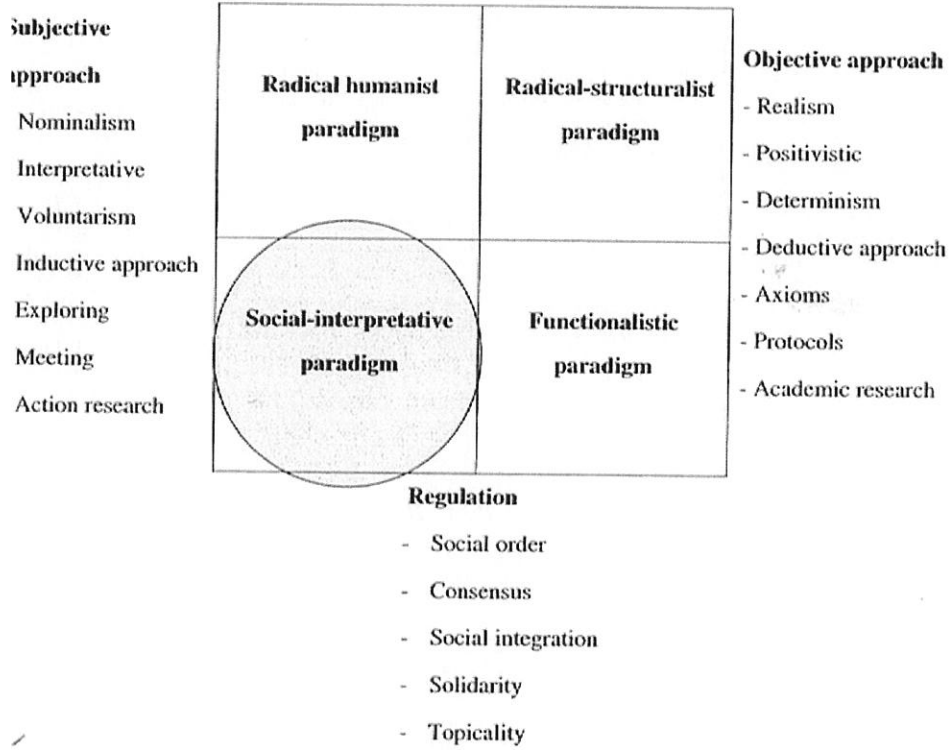 Subjective
approach
Nominalism
Interpretative
Voluntarism
Inductive approach
Exploring
Meeting
Action research
Radical humanist
paradigm
Radical-structuralist
paradigm
Social-interpretative
paradigm
Functionalistic
paradigm
Objective approach
- Realism
- Positivistic
- Determinism
- Deductive approach
- Axioms
- Protocols
- Academic research
Regulation
- Social order
- Consensus
- Social integration
- Solidarity
- Topicality